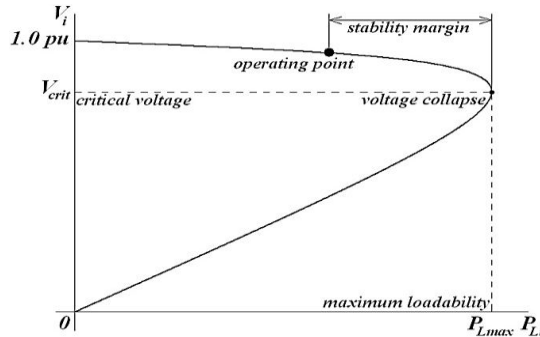 V_i
stability margin
1.0 pu
operating point
V_crit critical voltage voltage collapse
maximum loadability
0 P_Lmax P_L